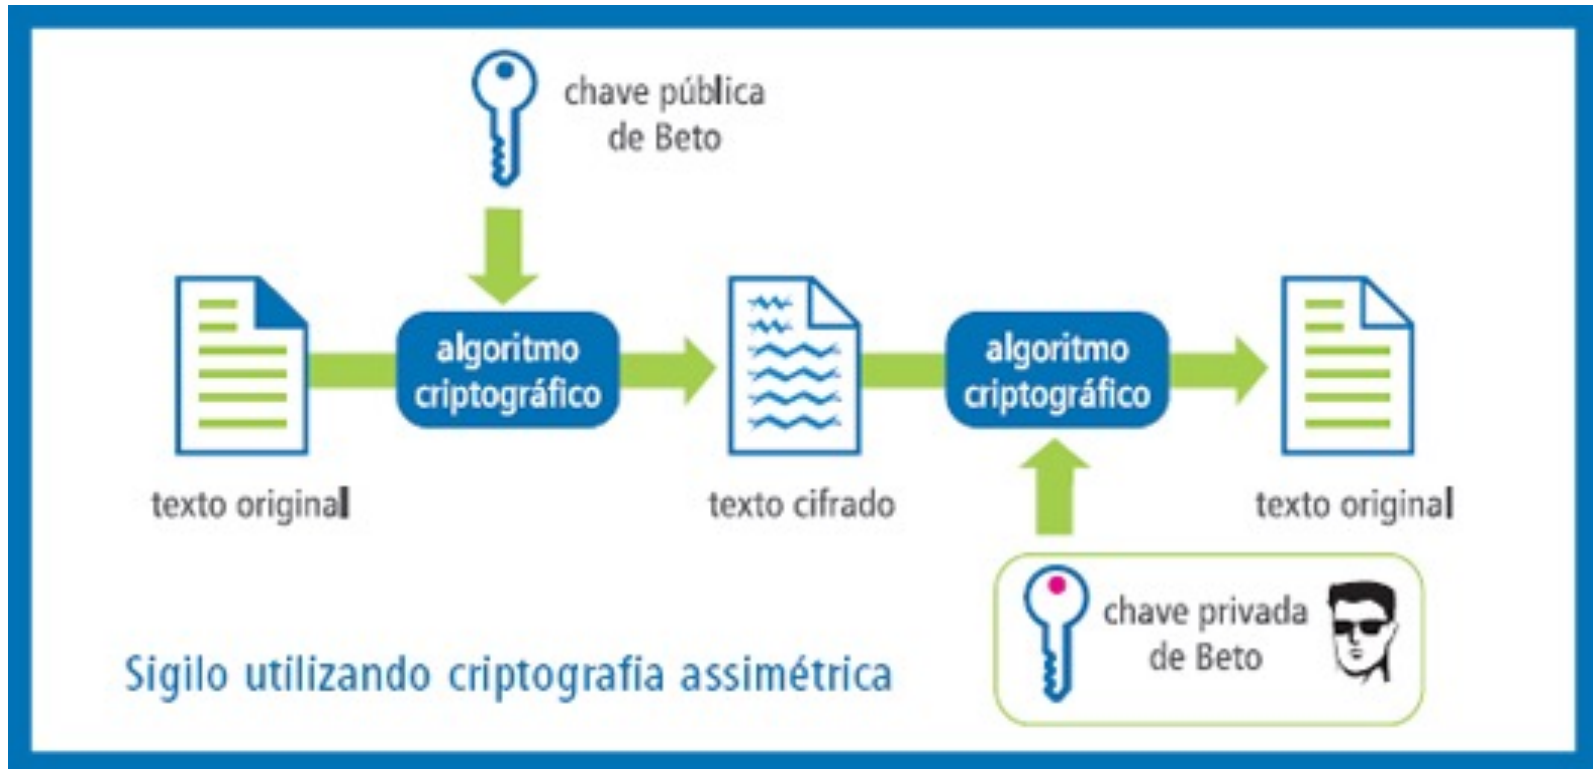 chave pública
de Beto
algoritmo
criptográfico
algoritmo
criptográfico
texto original
texto cifrado
texto original
chave privada
de Beto
Sigilo utilizando criptografia assimétrica